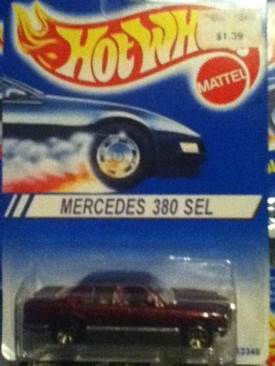 HOT WHEELS
$1.39
MATTEL
MERCEDES 380 SEL